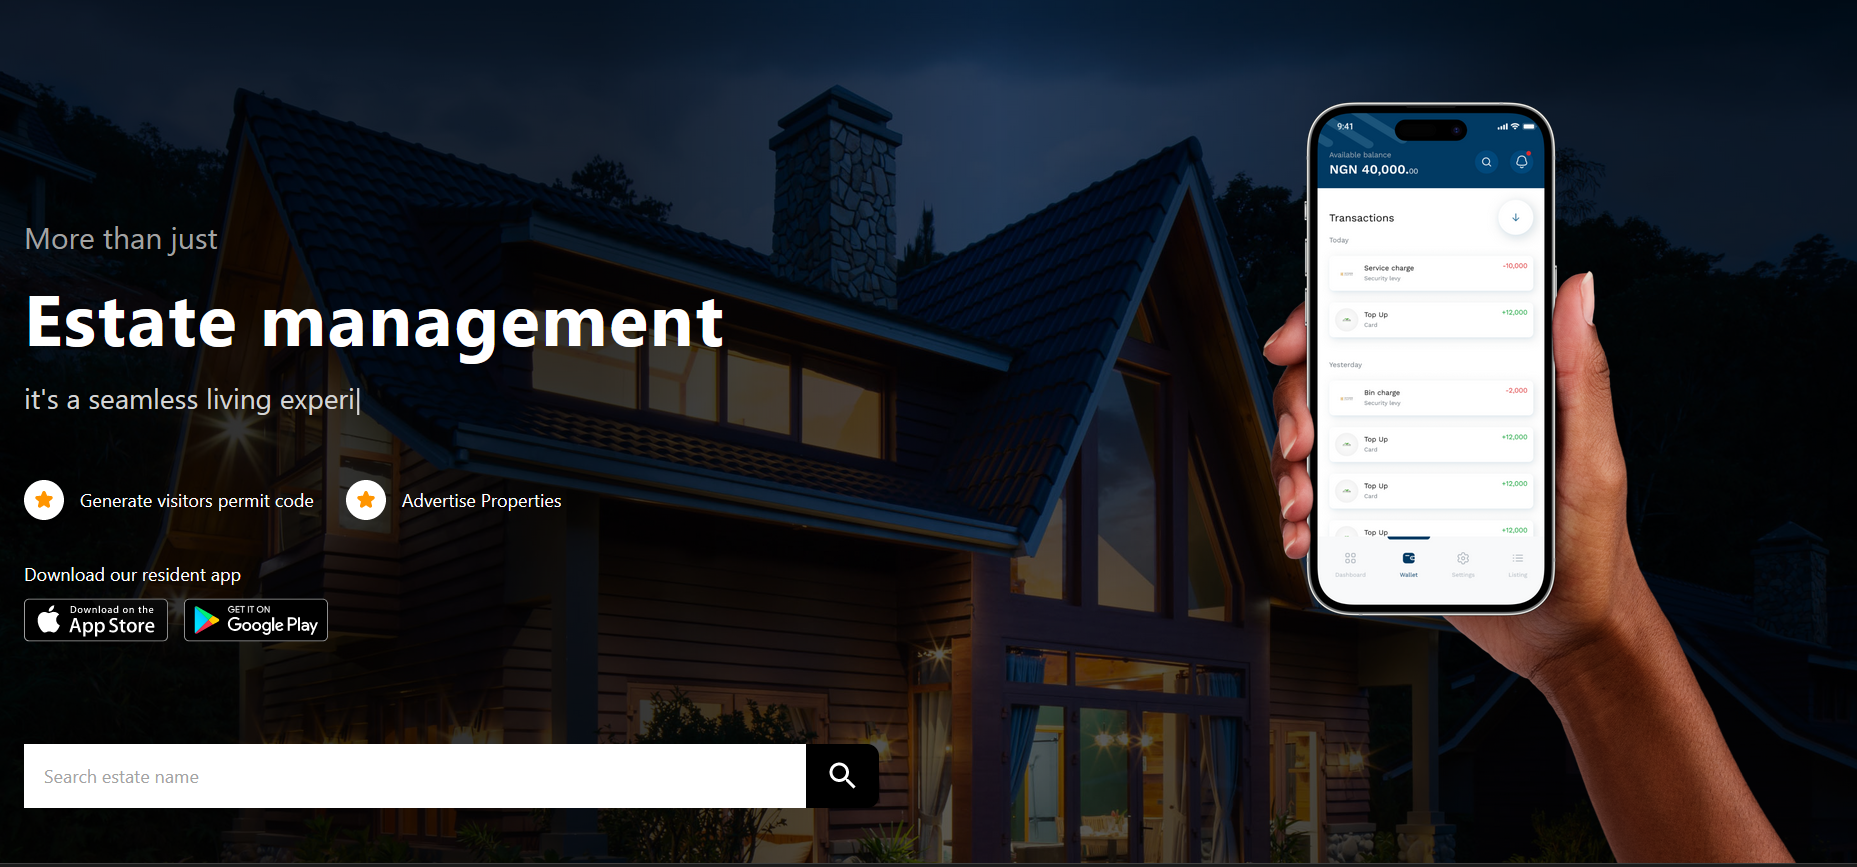 More than just
Estate management
it's a seamless living experi|
Generate visitors permit code
Advertise Properties
Download our resident app
Download on the
App Store
GET IT ON
Google Play
Search estate name
9:41
Available balance
NGN 40,000.00
Transactions
Today
Service charge
-10,000
Security levy
Top Up
+12,000
Card
Yesterday
Bin charge
-2,000
Security levy
Top Up
+12,000
Card
Top Up
+12,000
Card
Top Up
+12,000
Dashboard
Wallet
Settings
Listing